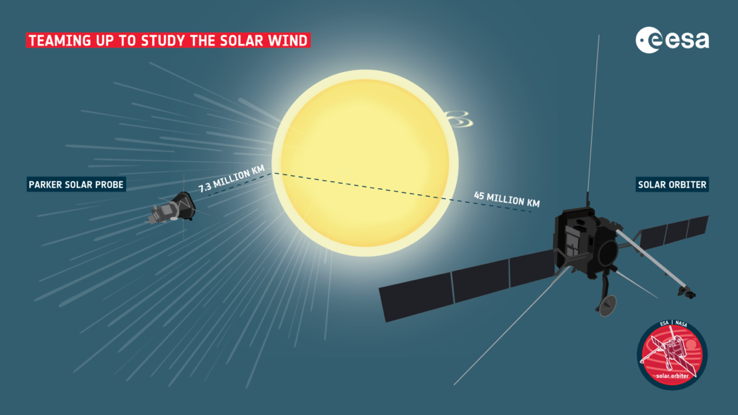 TEAMING UP TO STUDY THE SOLAR WIND
esa
PARKER SOLAR PROBE
7.3 MILLION KM
45 MILLION KM
SOLAR ORBITER
ESA | NASA
solar orbiter